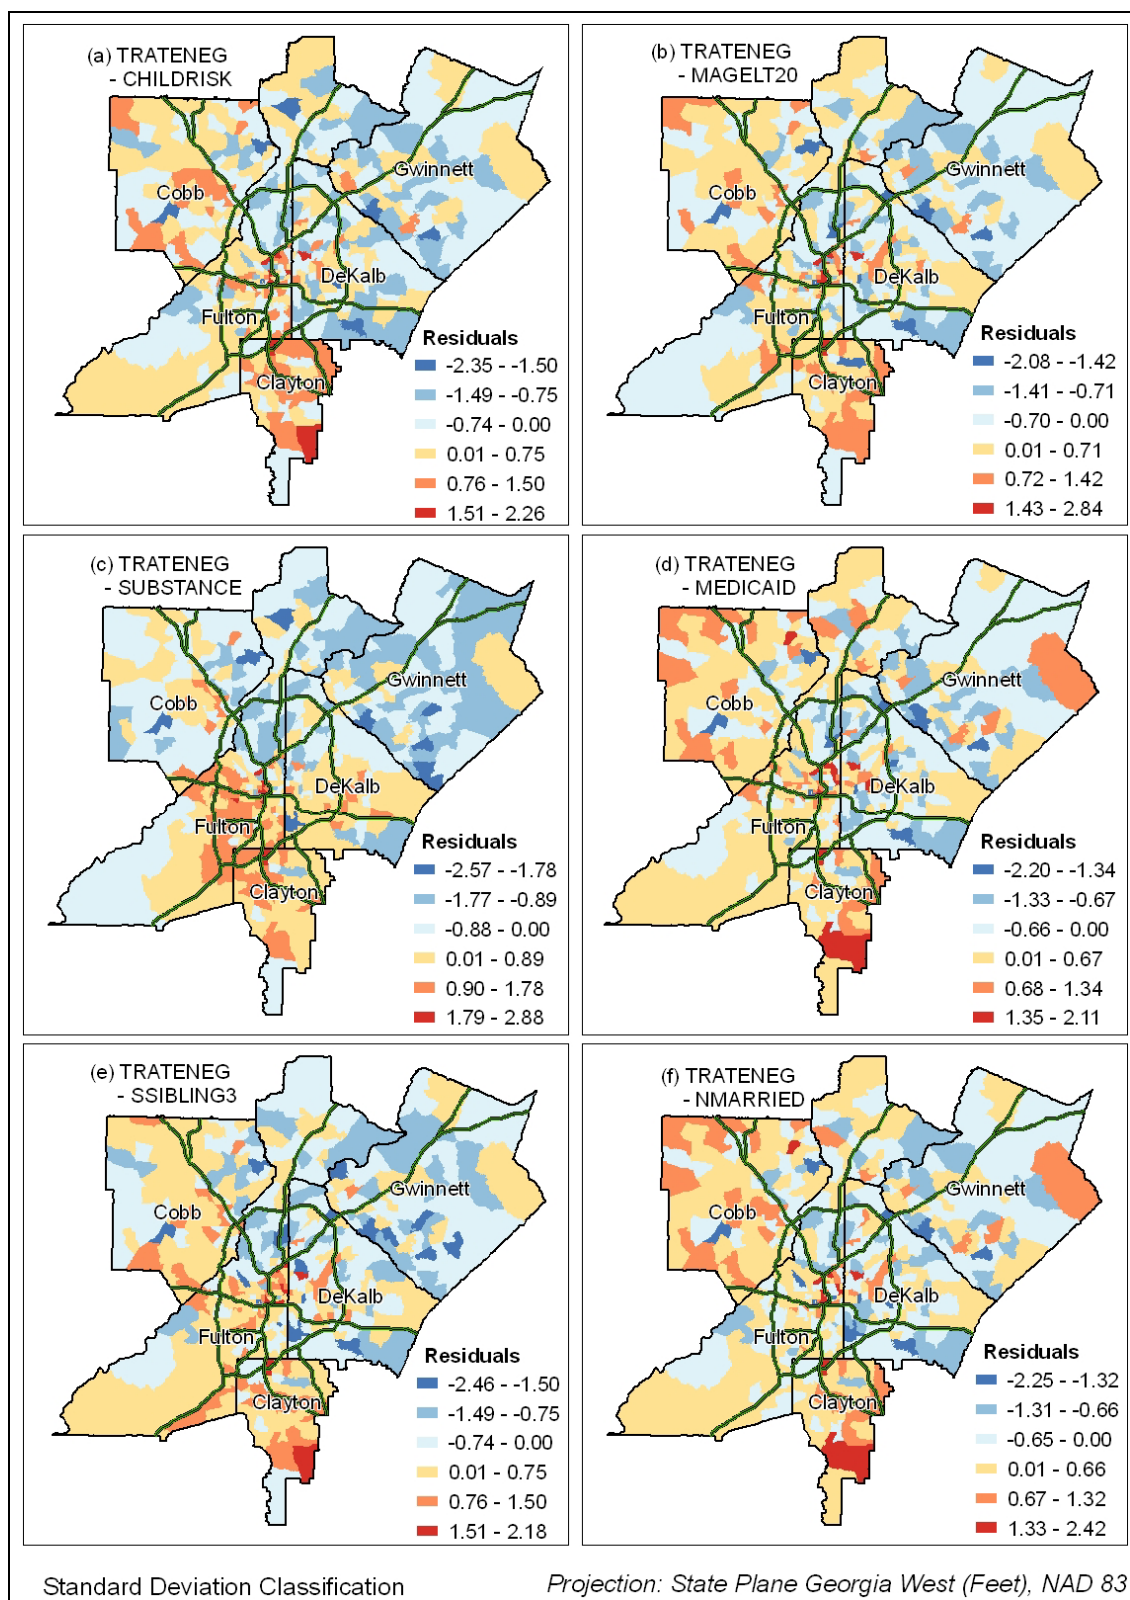 (a) TRATENEG
- CHILDRISK
Cobb
Gwinnett
DeKalb
Fulton
Clayton
Residuals
-2.35 - -1.50
-1.49 - -0.75
-0.74 - 0.00
0.01 - 0.75
0.76 - 1.50
1.51 - 2.26
(b) TRATENEG
- MAGELT20
Cobb
Gwinnett
DeKalb
Fulton
Clayton
Residuals
-2.08 - -1.42
-1.41 - -0.71
-0.70 - 0.00
0.01 - 0.71
0.72 - 1.42
1.43 - 2.84
(c) TRATENEG
- SUBSTANCE
Cobb
Gwinnett
DeKalb
Fulton
Clayton
Residuals
-2.57 - -1.78
-1.77 - -0.89
-0.88 - 0.00
0.01 - 0.89
0.90 - 1.78
1.79 - 2.88
(d) TRATENEG
- MEDICAID
Cobb
Gwinnett
DeKalb
Fulton
Clayton
Residuals
-2.20 - -1.34
-1.33 - -0.67
-0.66 - 0.00
0.01 - 0.67
0.68 - 1.34
1.35 - 2.11
(e) TRATENEG
- SSIBLING3
Cobb
Gwinnett
DeKalb
Fulton
Clayton
Residuals
-2.46 - -1.50
-1.49 - -0.75
-0.74 - 0.00
0.01 - 0.75
0.76 - 1.50
1.51 - 2.18
(f) TRATENEG
- NMARRIED
Cobb
Gwinnett
DeKalb
Fulton
Clayton
Residuals
-2.25 - -1.32
-1.31 - -0.66
-0.65 - 0.00
0.01 - 0.66
0.67 - 1.32
1.33 - 2.42
Standard Deviation Classification
Projection: State Plane Georgia West (Feet), NAD 83